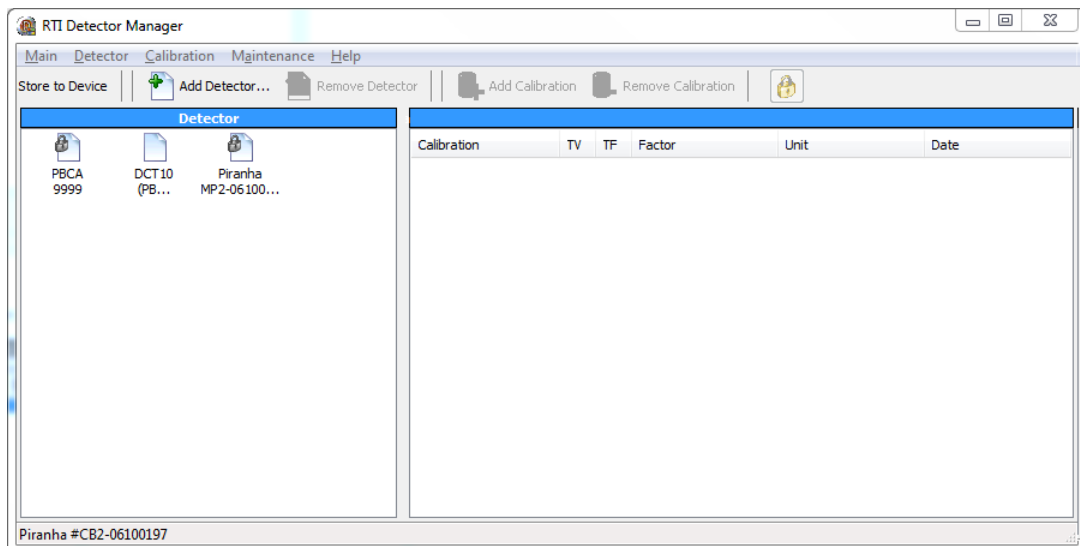 RTI Detector Manager
Main Detector Calibration Maintenance Help
Store to Device Add Detector... Remove Detector Add Calibration Remove Calibration
Detector
Calibration TV TF Factor Unit Date
PBCA DCT10 Piranha
9999 (PB... MP2-06100...
Piranha #CB2-06100197